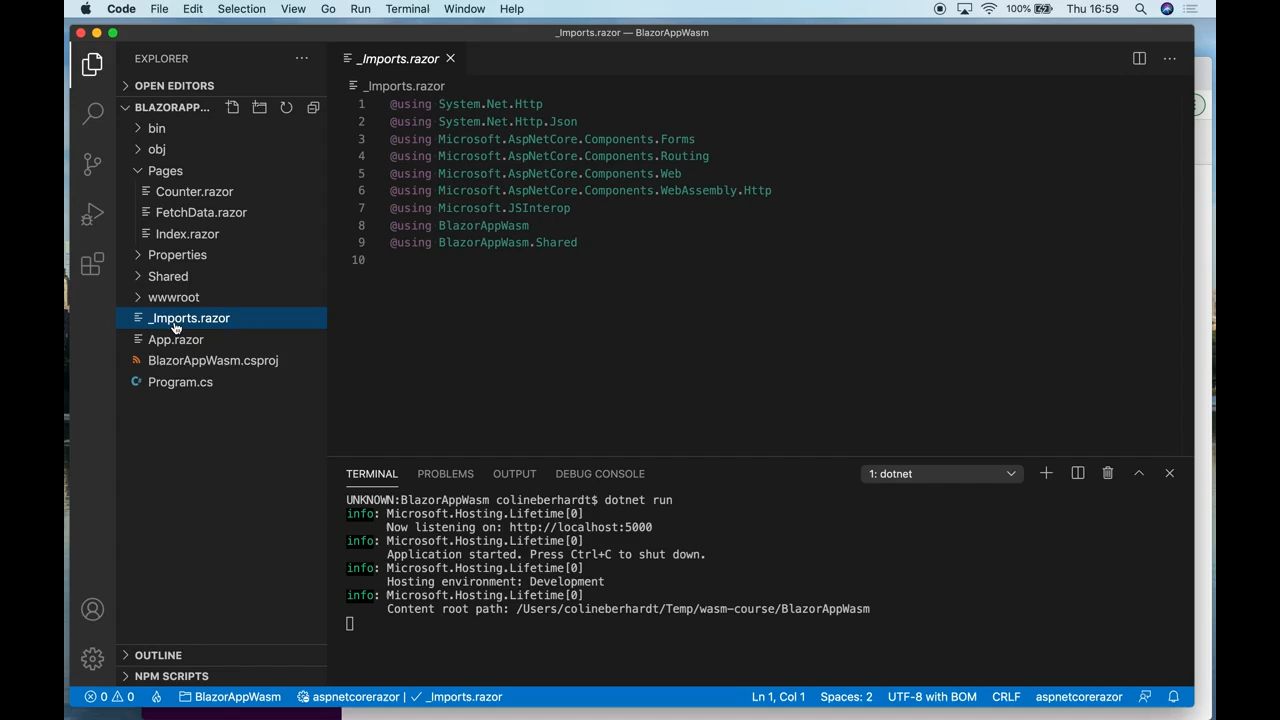 Code File Edit Selection View Go Run Terminal Window Help 100% Thu 16:59
_Imports.razor — BlazorAppWasm
EXPLORER
OPEN EDITORS
BLAZORAPP...
bin
obj
Pages
Counter.razor
FetchData.razor
Index.razor
Properties
Shared
wwwroot
_Imports.razor
App.razor
BlazorAppWasm.csproj
C# Program.cs
OUTLINE
NPM SCRIPTS
_Imports.razor
_Imports.razor
1 @using System.Net.Http
2 @using System.Net.Http.Json
3 @using Microsoft.AspNetCore.Components.Forms
4 @using Microsoft.AspNetCore.Components.Routing
5 @using Microsoft.AspNetCore.Components.Web
6 @using Microsoft.AspNetCore.Components.WebAssembly.Http
7 @using Microsoft.JSInterop
8 @using BlazorAppWasm
9 @using BlazorAppWasm.Shared
10
TERMINAL PROBLEMS OUTPUT DEBUG CONSOLE 1: dotnet
UNKNOWN:BlazorAppWasm colineberhardt$ dotnet run
info: Microsoft.Hosting.Lifetime[0]
Now listening on: http://localhost:5000
info: Microsoft.Hosting.Lifetime[0]
Application started. Press Ctrl+C to shut down.
info: Microsoft.Hosting.Lifetime[0]
Hosting environment: Development
info: Microsoft.Hosting.Lifetime[0]
Content root path: /Users/colineberhardt/Temp/wasm-course/BlazorAppWasm
0 0 BlazorAppWasm aspnetcorerazor | _Imports.razor Ln 1, Col 1 Spaces: 2 UTF-8 with BOM CRLF aspnetcorerazor